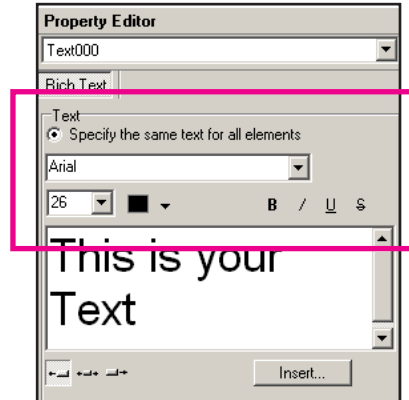 Property Editor
Text000
Rich Text
Text
Specify the same text for all elements
Arial
26 B / U S
This is your
Text
Insert...